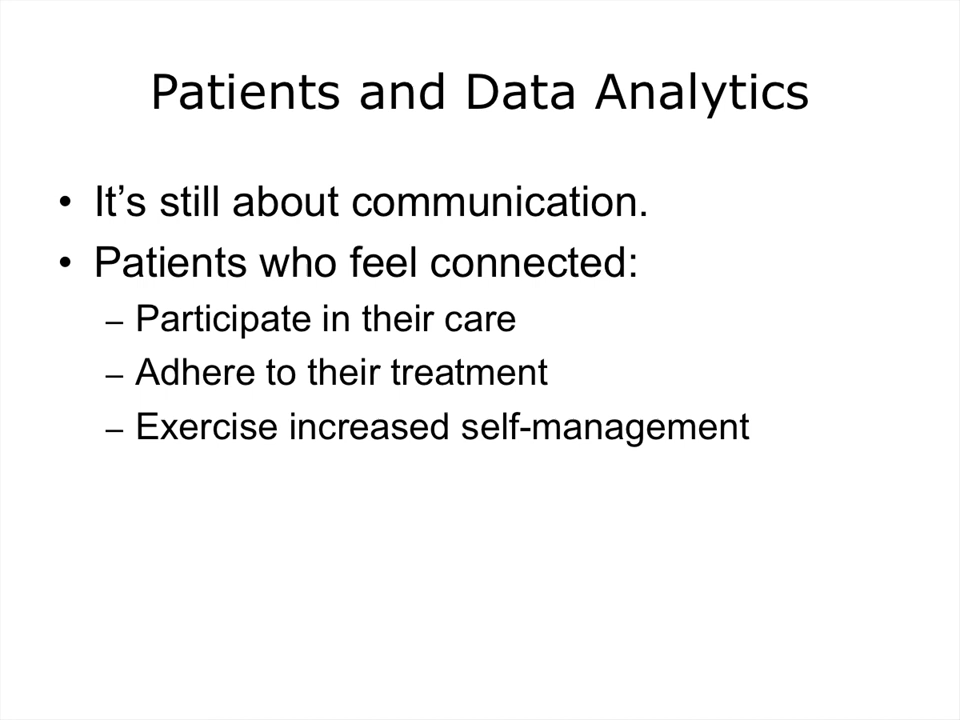 Patients and Data Analytics
• It’s still about communication.
• Patients who feel connected:
– Participate in their care
– Adhere to their treatment
– Exercise increased self-management